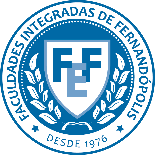 FACULDADES INTEGRADAS DE FERNANDÓPOLIS
FEF
DESDE 1976